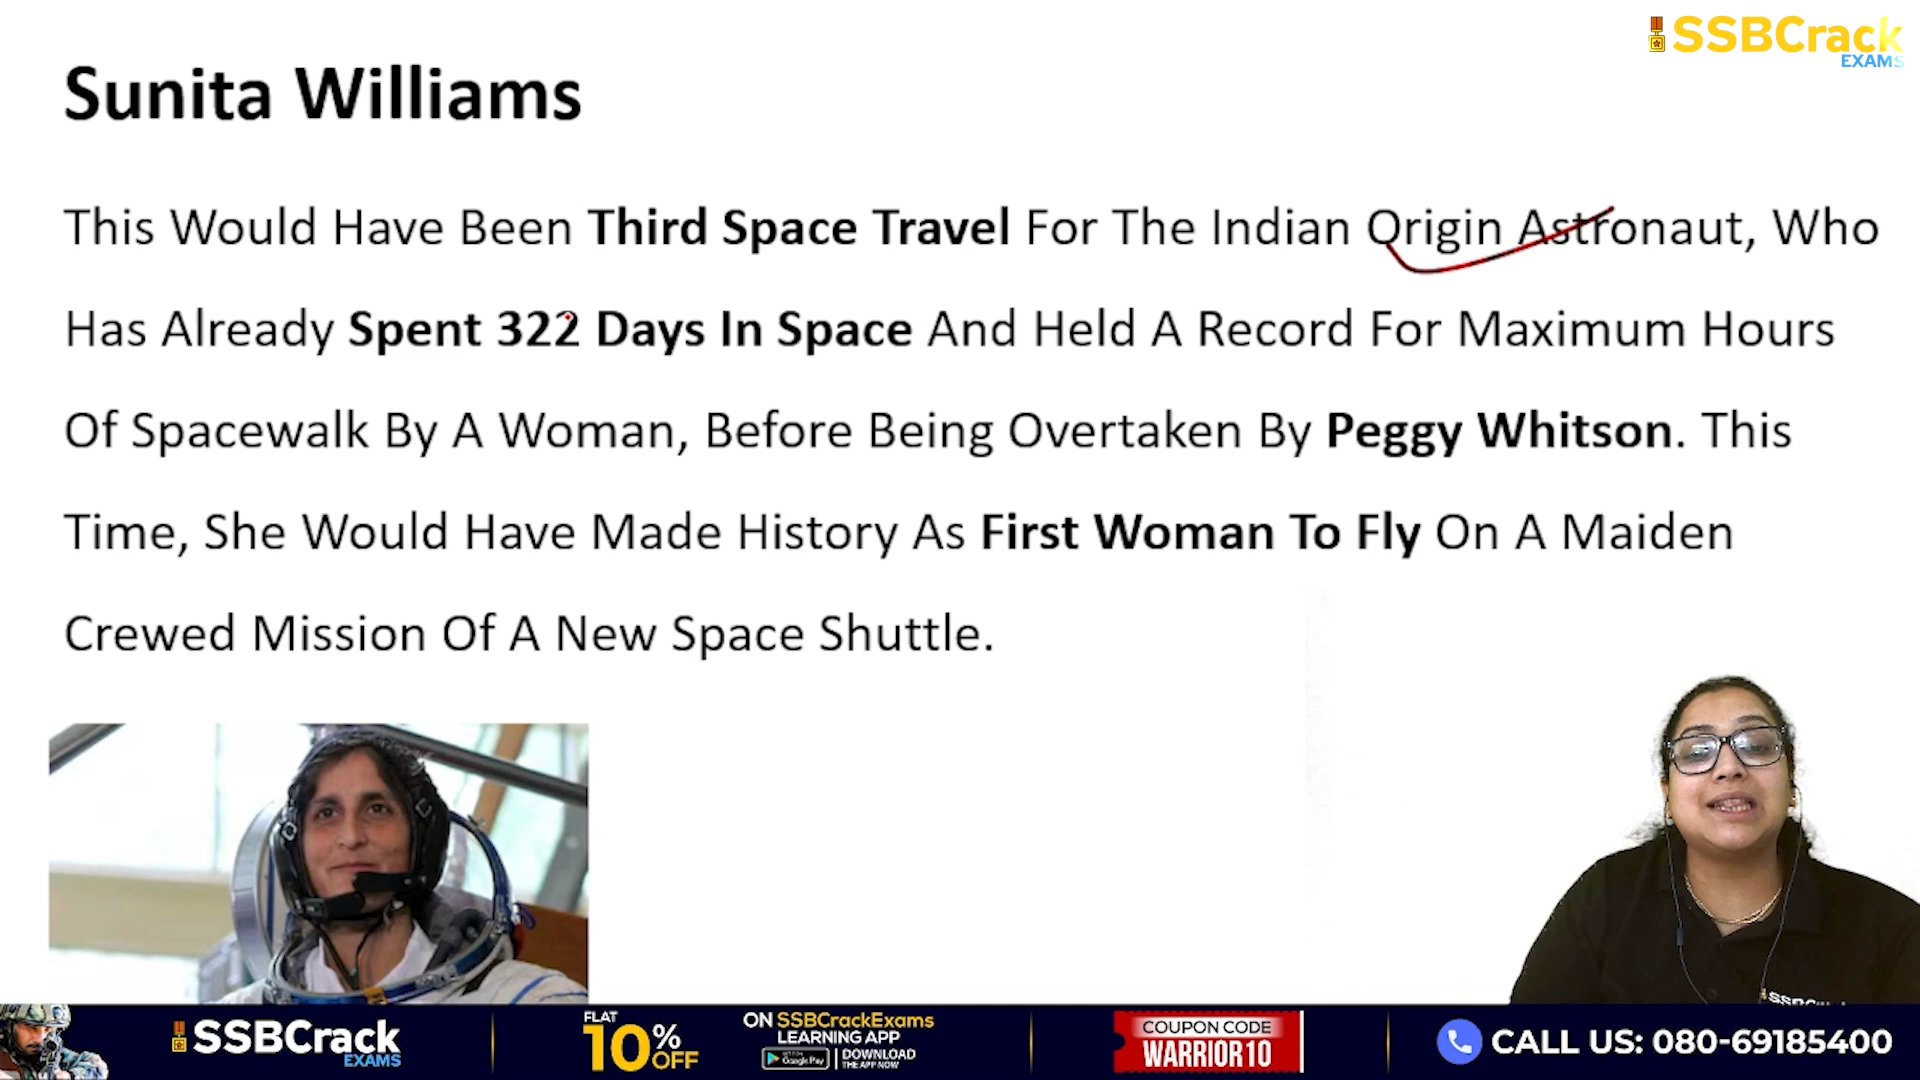 SSBCrack
EXAMS
Sunita Williams
This Would Have Been Third Space Travel For The Indian Origin Astronaut, Who
Has Already Spent 322 Days In Space And Held A Record For Maximum Hours
Of Spacewalk By A Woman, Before Being Overtaken By Peggy Whitson. This
Time, She Would Have Made History As First Woman To Fly On A Maiden
Crewed Mission Of A New Space Shuttle.
SSBCrack
EXAMS
FLAT
10% OFF
ON SSBCrackExams
LEARNING APP
Google Play
DOWNLOAD
THE APP NOW
COUPON CODE
WARRIOR10
CALL US: 080-69185400